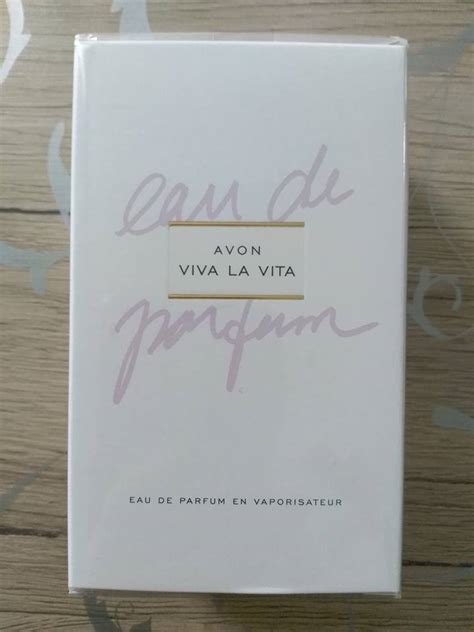 eau de
AVON
VIVA LA VITA
parfum
EAU DE PARFUM EN VAPORISATEUR